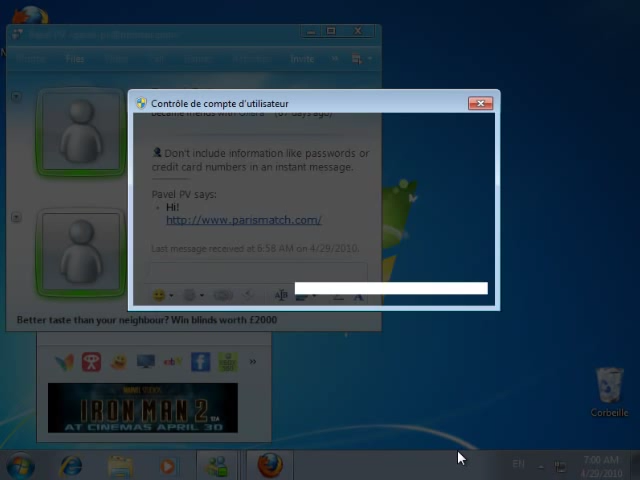 Files
Invite
Contrôle de compte d'utilisateur
Don't include information like passwords or
credit card numbers in an instant message.
Pavel PV says:
Hi!
http://www.parismatch.com/
Last message received at 6:58 AM on 4/29/2010.
Better taste than your neighbour? Win blinds worth £2000
IRON MAN 2
AT CINEMAS APRIL 30
Corbeille
EN
7:00 AM
4/29/2010